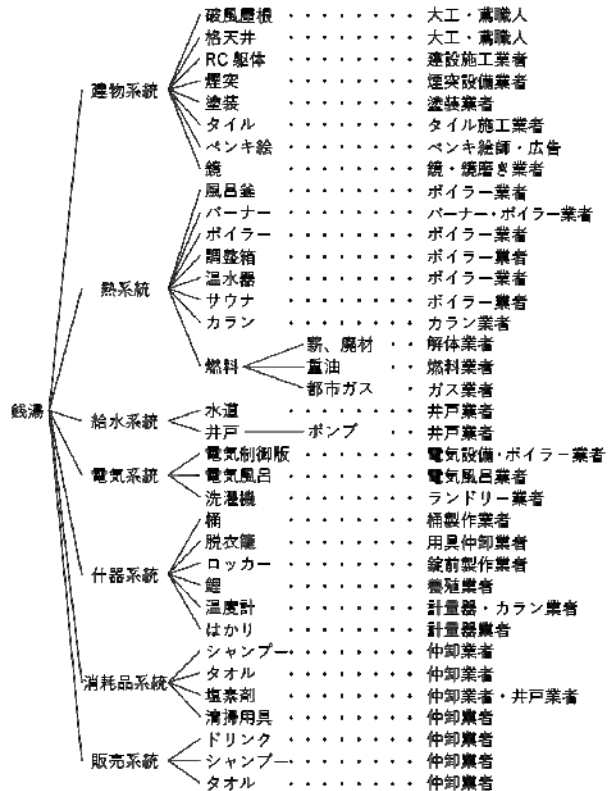 破風屋根 ・・・・・・・・ 大工・鳶職人
格天井 ・・・・・・・・ 大工・鳶職人
RC 躯体 ・・・・・・・・ 建設施工業者
煙突 ・・・・・・・・ 煙突設備業者
建物系統
塗装 ・・・・・・・・ 塗装業者
タイル ・・・・・・・・ タイル施工業者
ペンキ絵 ・・・・・・・・ ペンキ絵師・広告
鏡 ・・・・・・・・ 鏡・鏡磨き業者
風呂釜 ・・・・・・・・ ボイラー業者
バーナー ・・・・・・・・ バーナー・ボイラー業者
ボイラー ・・・・・・・・ ボイラー業者
調整箱 ・・・・・・・・ ボイラー業者
温水器 ・・・・・・・・ ボイラー業者
熱系統
サウナ ・・・・・・・・ ボイラー業者
カラン ・・・・・・・・ カラン業者
薪、廃材 ・・ 解体業者
燃料 重油 ・・ 燃料業者
都市ガス ・・ ガス業者
銭湯
水道 ・・・・・・・・ 井戸業者
給水系統
井戸 ポンプ ・・ 井戸業者
電気制御版 ・・・・・・・・ 電気設備・ボイラー業者
電気系統 電気風呂 ・・・・・・・・ 電気風呂業者
洗濯機 ・・・・・・・・ ランドリー業者
桶 ・・・・・・・・ 桶製作業者
脱衣籠 ・・・・・・・・ 用具仲卸業者
ロッカー ・・・・・・・・ 錠前製作業者
什器系統
鯉 ・・・・・・・・ 養殖業者
温度計 ・・・・・・・・ 計量器・カラン業者
はかり ・・・・・・・・ 計量器業者
シャンプー ・・・・・・・・ 仲卸業者
タオル ・・・・・・・・ 仲卸業者
消耗品系統
塩素剤 ・・・・・・・・ 仲卸業者・井戸業者
清掃用具 ・・・・・・・・ 仲卸業者
ドリンク ・・・・・・・・ 仲卸業者
販売系統 シャンプー ・・・・・・・・ 仲卸業者
タオル ・・・・・・・・ 仲卸業者